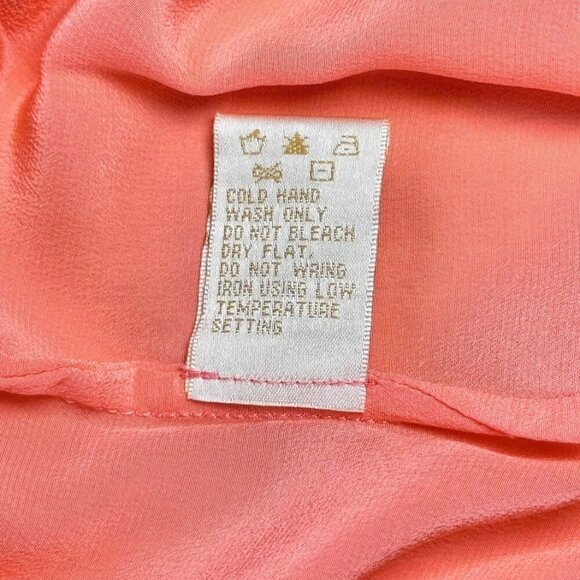 COLD HAND
WASH ONLY
DO NOT BLEACH
DRY FLAT.
DO NOT WRING
IRON USING LOW
TEMPERATURE
SETTING